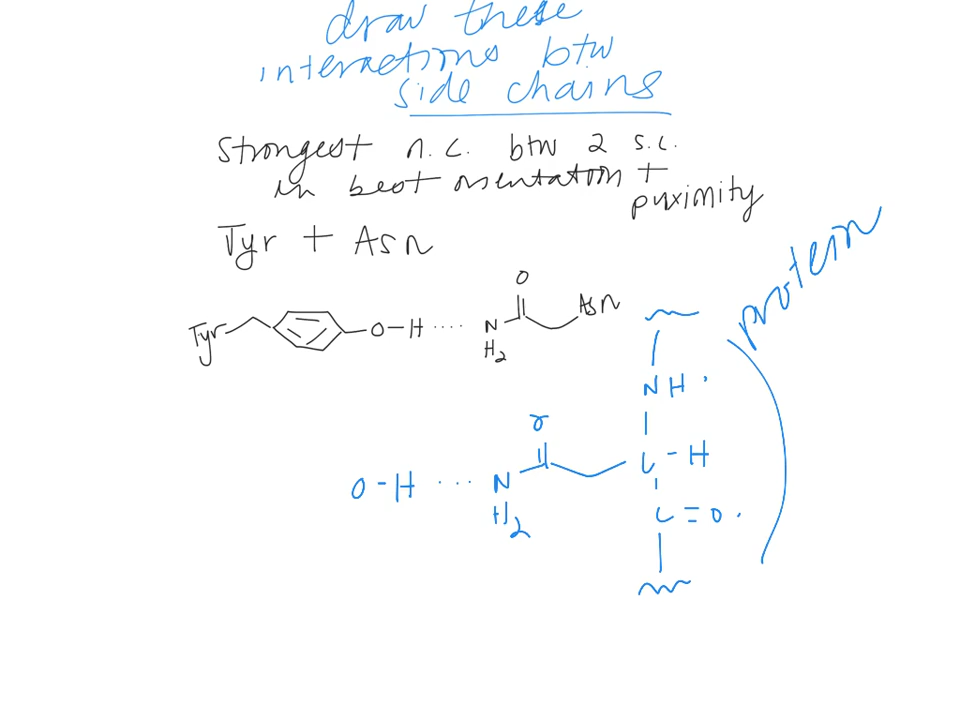 draw these
interactions btw
side chains
Strongest n.c. btw 2 s.c.
in best orientation +
proximity
Tyr + Asn
O
Tyr O-H ···· N Asn
H2
protein
NH
O
C-H
O-H ··· N
H2
C=O